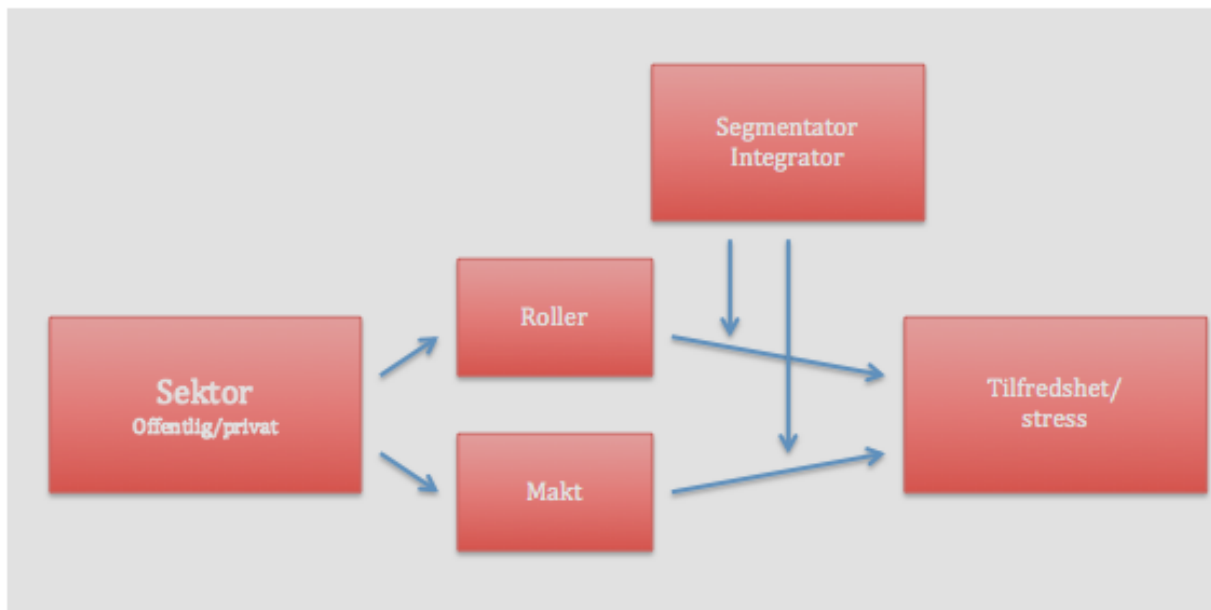 Segmentator
Integrator
Roller
Sektor
Offentlig/privat
Tilfredshet/
stress
Makt